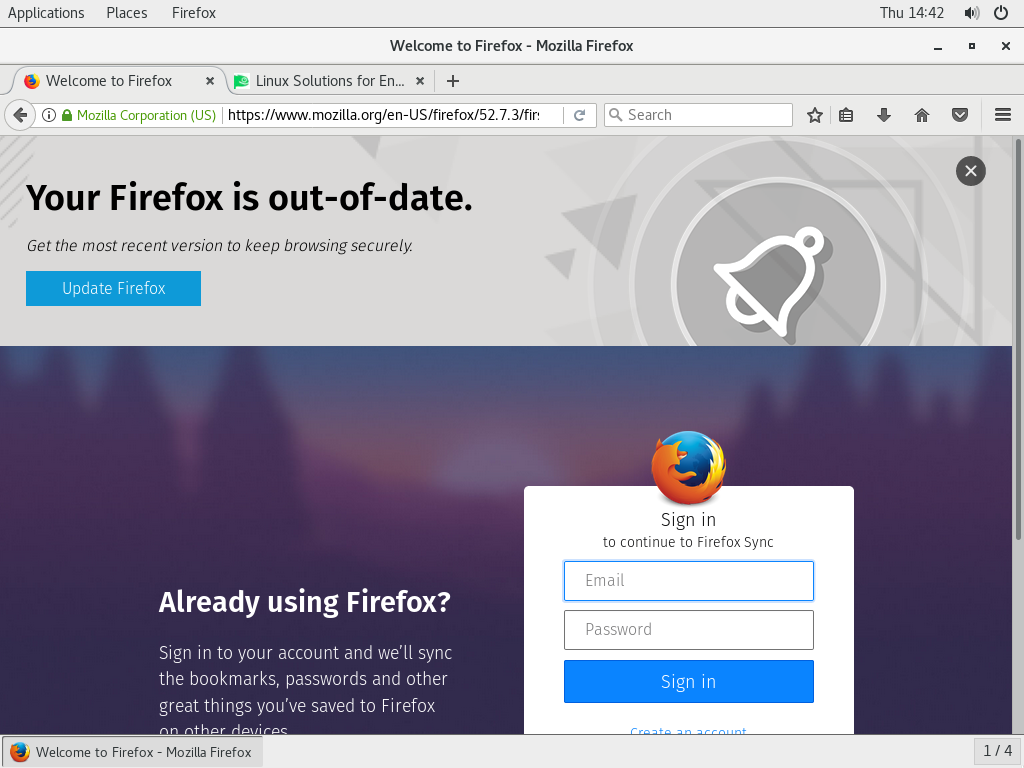 Applications Places Firefox Thu 14:42
Welcome to Firefox - Mozilla Firefox
Welcome to Firefox Linux Solutions for En...
Mozilla Corporation (US) https://www.mozilla.org/en-US/firefox/52.7.3/firs Search
Your Firefox is out-of-date.
Get the most recent version to keep browsing securely.
Update Firefox
Sign in
to continue to Firefox Sync
Email
Password
Sign in
Create an account
Already using Firefox?
Sign in to your account and we’ll sync
the bookmarks, passwords and other
great things you’ve saved to Firefox
on other devices
Welcome to Firefox - Mozilla Firefox 1 / 4